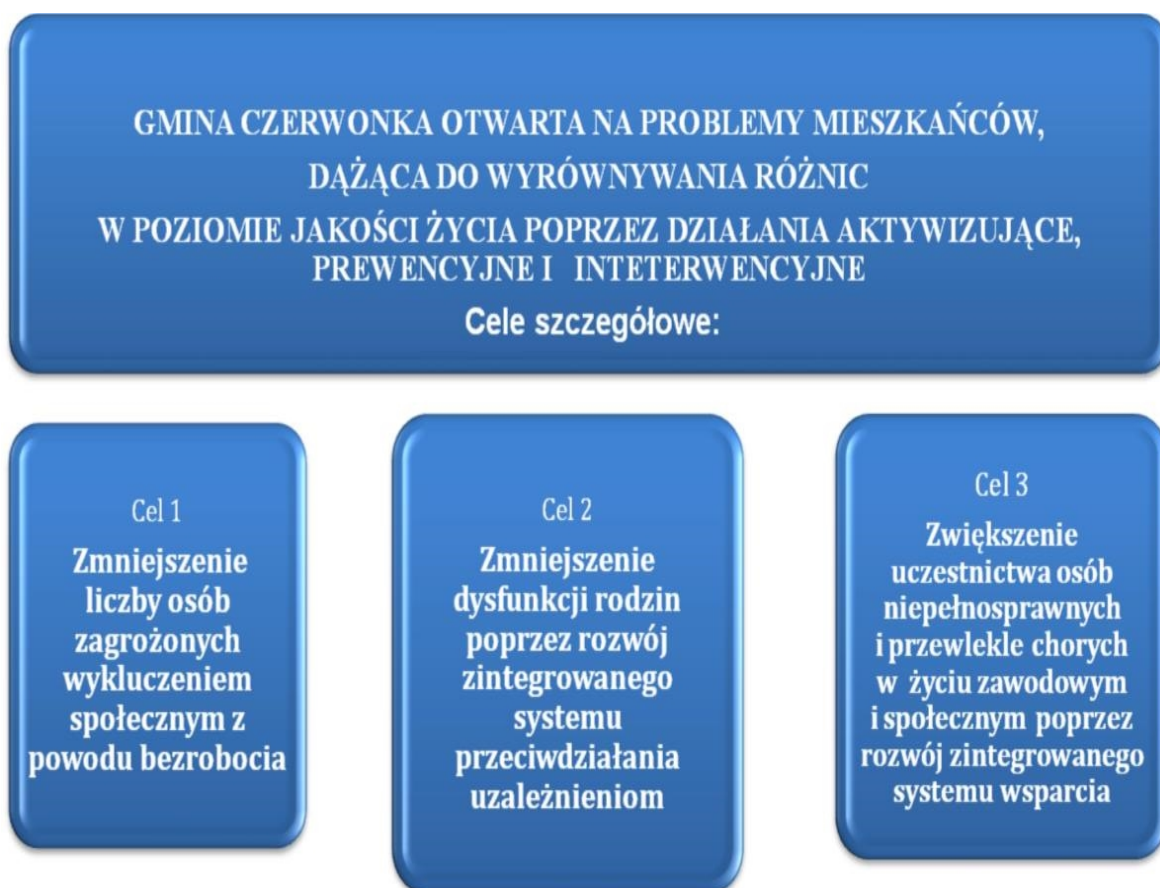 GMINA CZERWONKA OTWARTA NA PROBLEMY MIESZKAŃCÓW,
DĄŻĄCA DO WYRÓWNYWANIA RÓŻNIC
W POZIOMIE JAKOŚCI ŻYCIA POPRZEZ DZIAŁANIA AKTYWIZUJĄCE,
PREWENCYJNE I INTETERWENCYJNE
Cele szczegółowe:
Cel 1
Zmniejszenie
liczby osób
zagrożonych
wykluczeniem
społecznym z
powodu bezrobocia
Cel 2
Zmniejszenie
dysfunkcji rodzin
poprzez rozwój
zintegrowanego
systemu
przeciwdziałania
uzależnieniom
Cel 3
Zwiększenie
uczestnictwa osób
niepełnosprawnych
i przewlekle chorych
w życiu zawodowym
i społecznym poprzez
rozwój zintegrowanego
systemu wsparcia